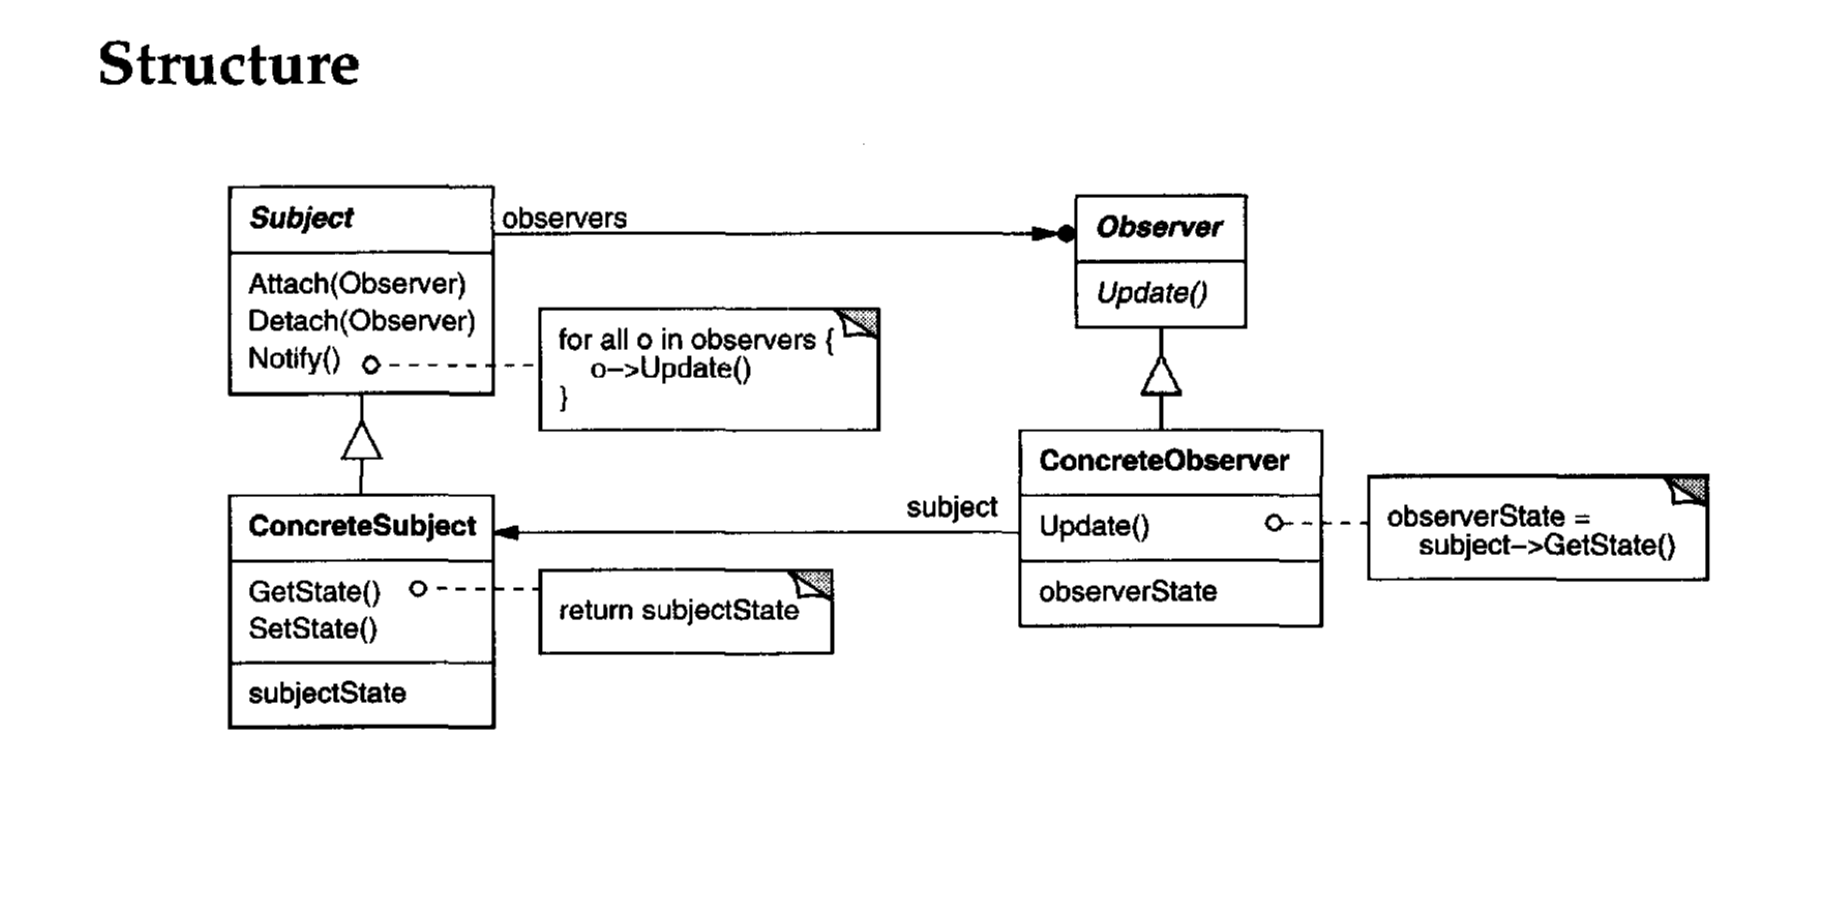 Structure
Subject
Attach(Observer)
Detach(Observer)
Notify()
observers
for all o in observers {
o->Update()
}
Observer
Update()
ConcreteSubject
GetState()
SetState()
subjectState
return subjectState
subject
ConcreteObserver
Update()
observerState
observerState =
subject->GetState()